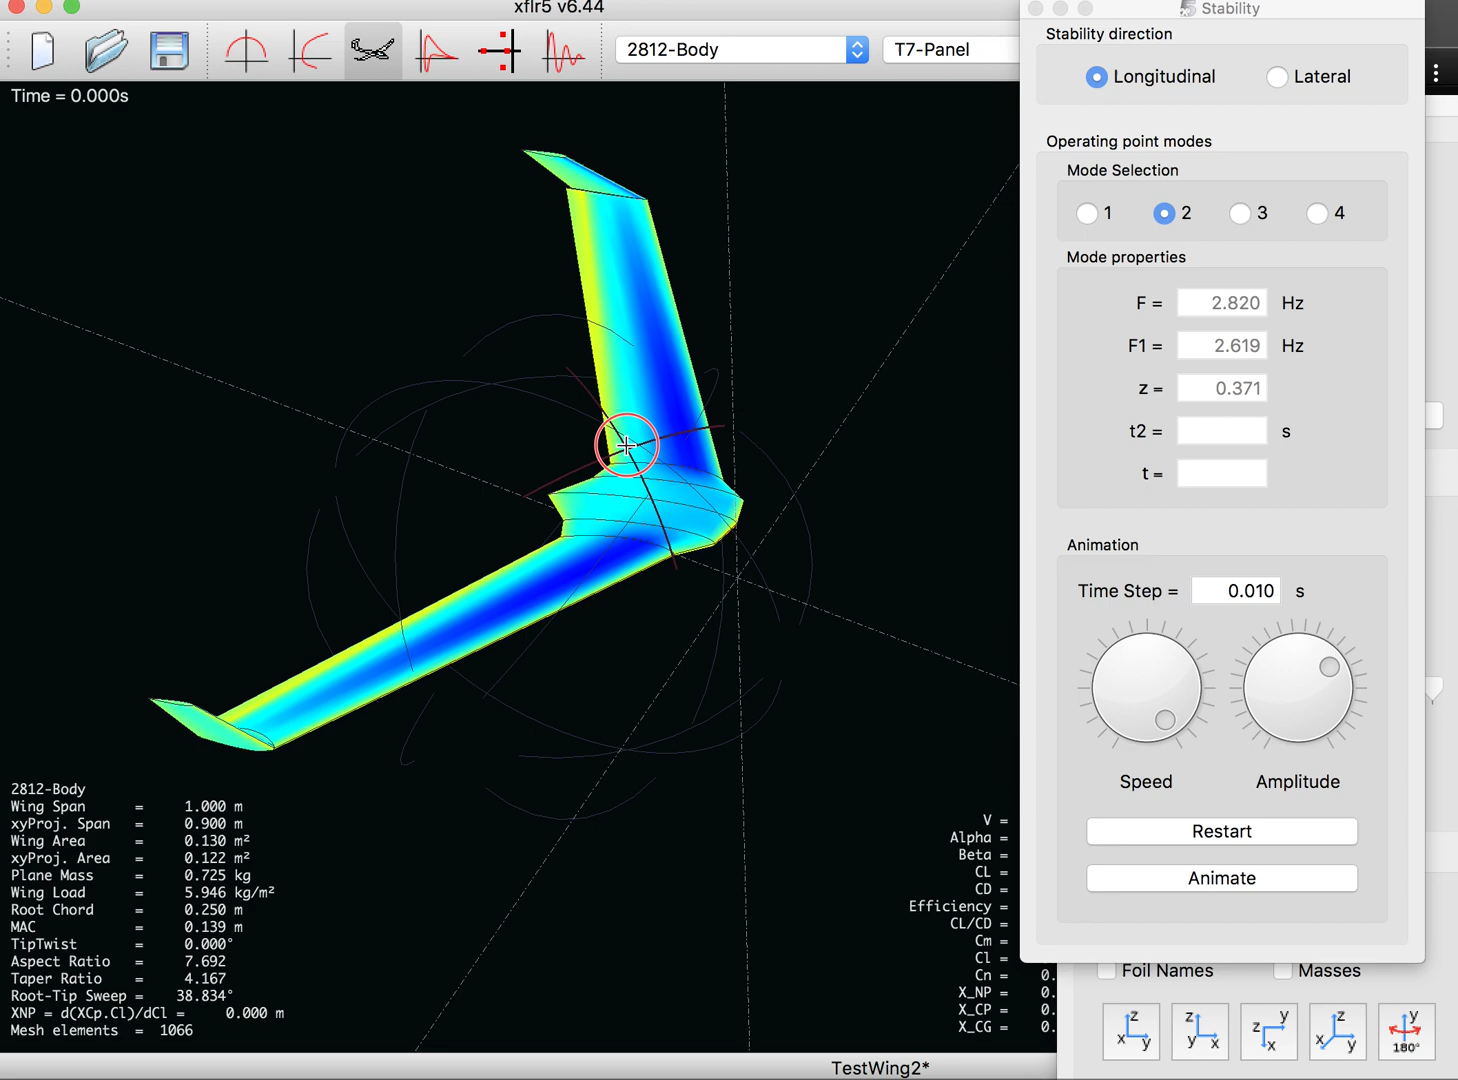 xflr5 v6.44
2812-Body
T7-Panel
Time = 0.000s
2812-Body
Wing Span = 1.000 m
xyProj. Span = 0.900 m
Wing Area = 0.130 m²
xyProj. Area = 0.122 m²
Plane Mass = 0.725 kg
Wing Load = 5.946 kg/m²
Root Chord = 0.250 m
MAC = 0.139 m
TipTwist = 0.000°
Aspect Ratio = 7.692
Taper Ratio = 4.167
Root-Tip Sweep = 38.834°
XNP = d(XCp.Cl)/dCl = 0.000 m
Mesh elements = 1066
V =
Alpha =
Beta =
CL =
CD =
Efficiency =
CL/CD =
Cm =
Cl =
Cn = 0.
X_NP = 0.
X_CP = 0.
X_CG = 0.
TestWing2*
Stability
Stability direction
Longitudinal
Lateral
Operating point modes
Mode Selection
1
2
3
4
Mode properties
F = 2.820 Hz
F1 = 2.619 Hz
z = 0.371
t2 = s
t =
Animation
Time Step = 0.010 s
Speed
Amplitude
Restart
Animate
Foil Names
Masses
z x y
z y x
y z x
z x y
y 180°